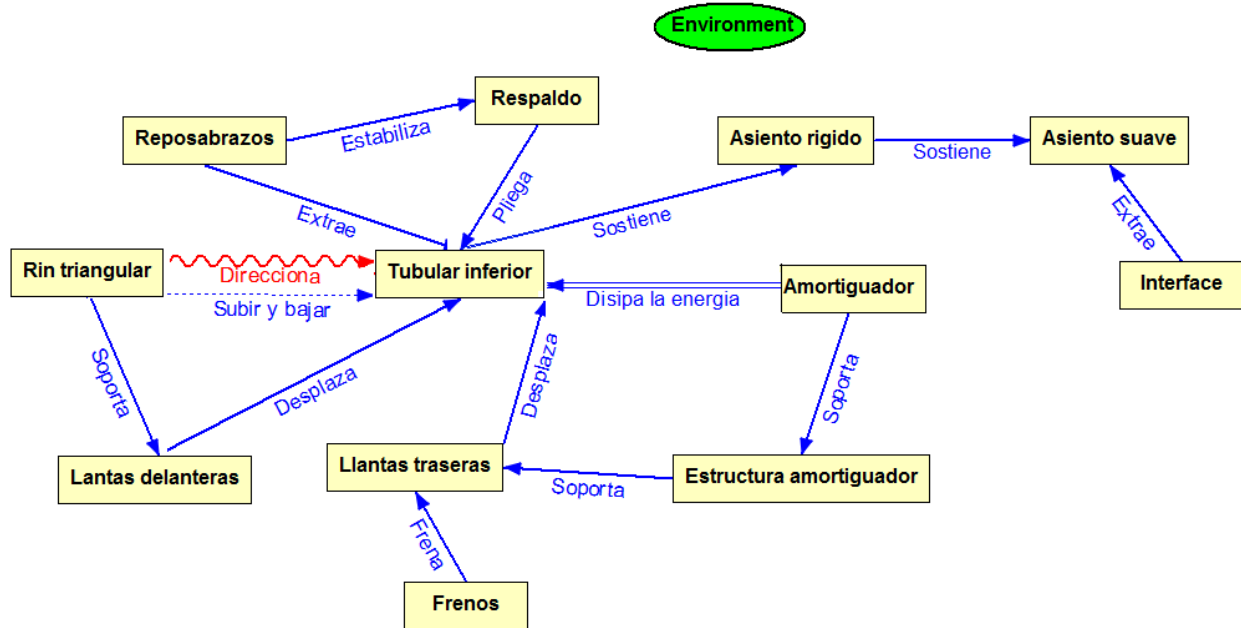 Environment
Respaldo
Reposabrazos
Estabiliza
Asiento rigido
Sostiene
Asiento suave
Extrae
Pliega
Sostiene
Extrae
Rin triangular
Direcciona
Tubular inferior
Subir y bajar
Disipa la energia
Amortiguador
Interface
Soporta
Desplaza
Desplaza
Soporta
Lantas delanteras
Llantas traseras
Soporta
Estructura amortiguador
Frena
Frenos